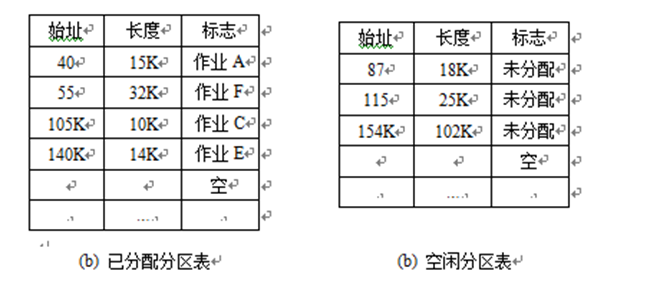 始址 长度 标志
40 15K 作业 A
55 32K 作业 F
105K 10K 作业 C
140K 14K 作业 E
空
.. ..... ..
(b) 已分配分区表
始址 长度 标志
87 18K 未分配
115 25K 未分配
154K 102K 未分配
空
.. ..... ..
(b) 空闲分区表